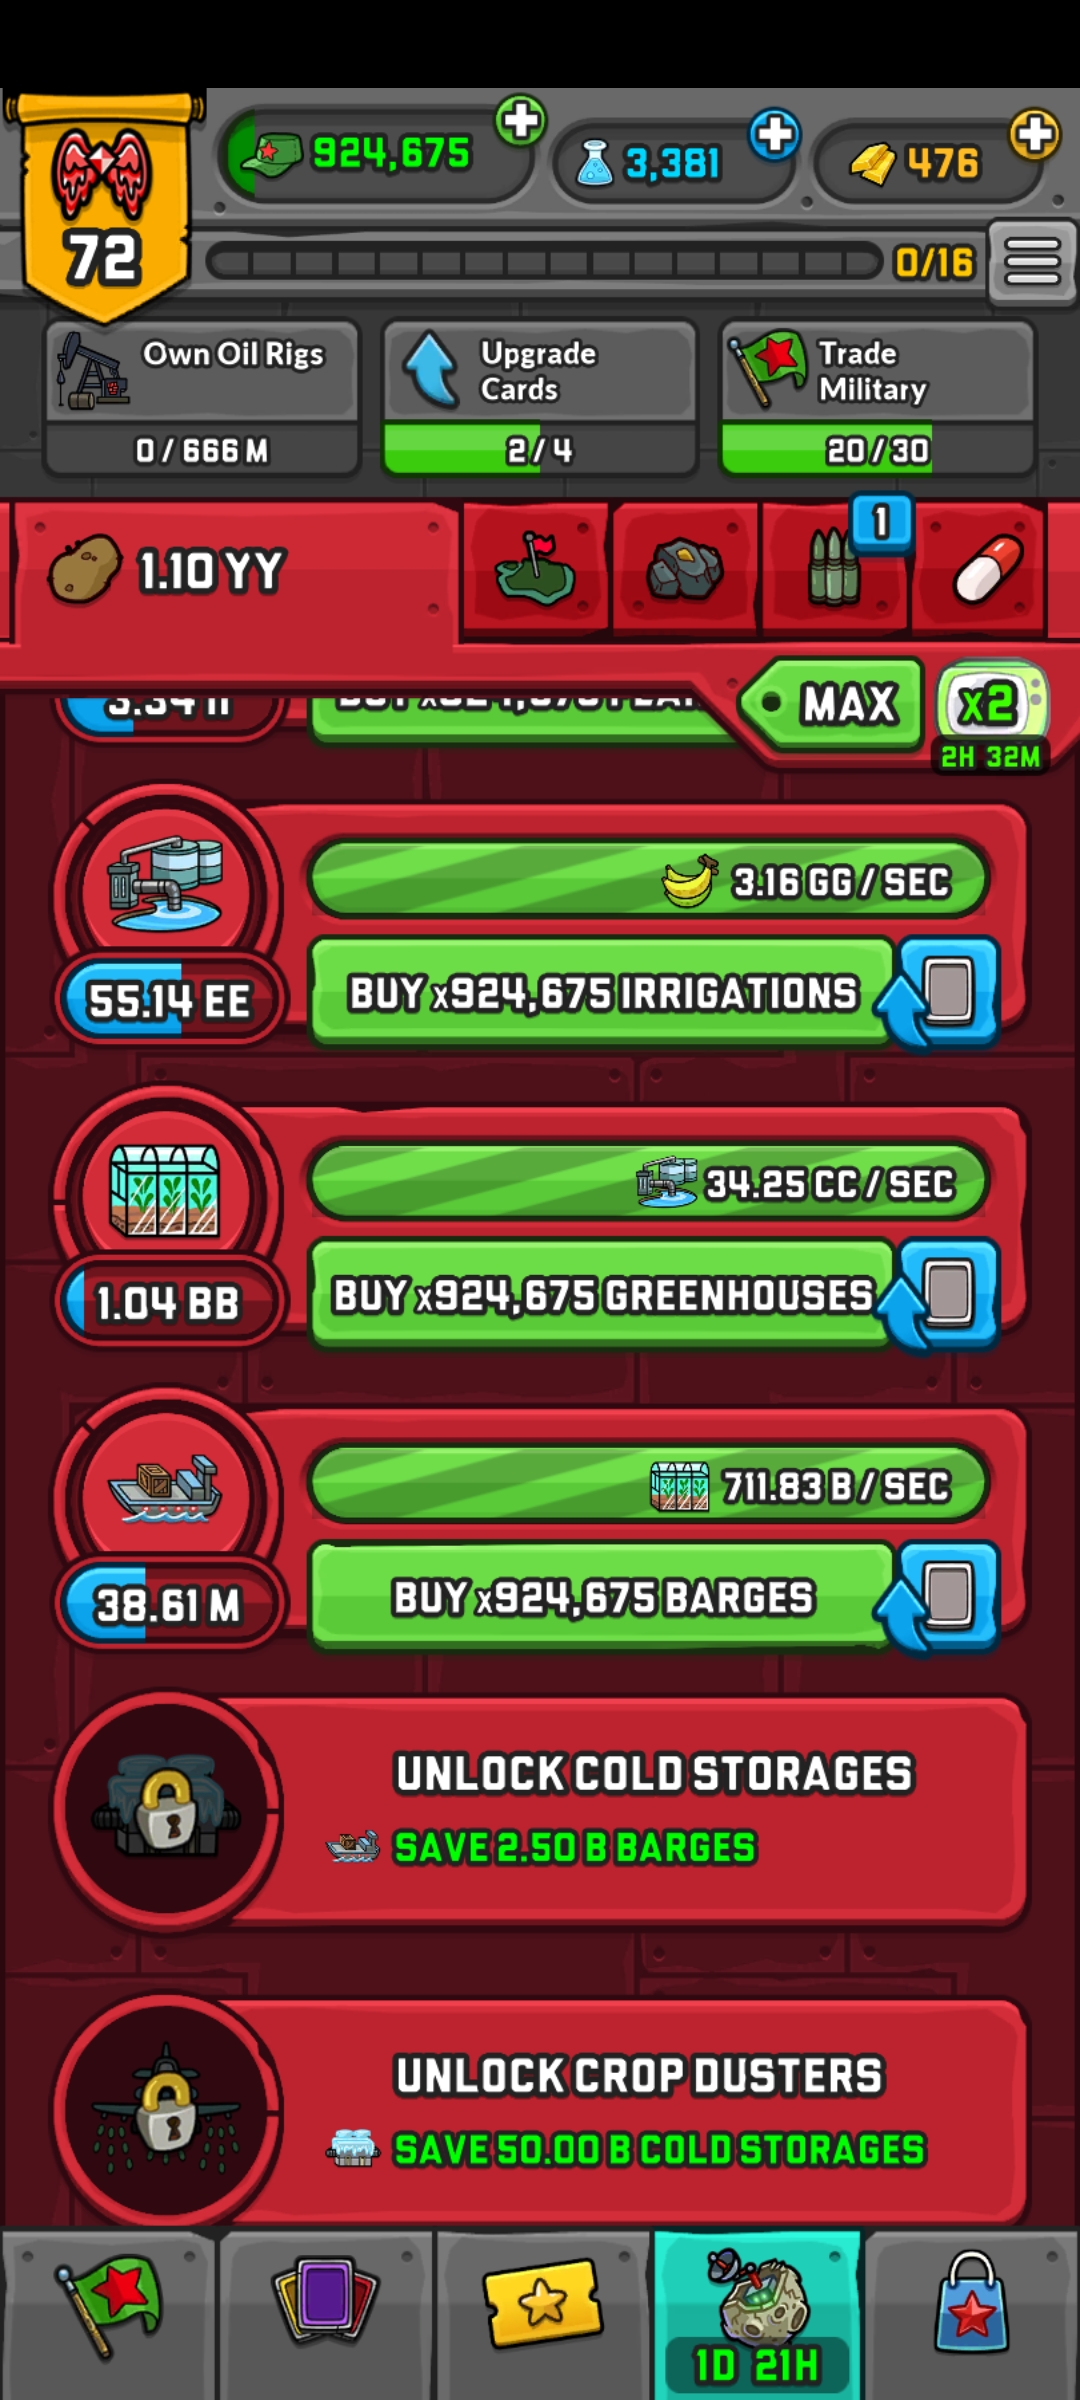 924,675
3,381
476
72
0/16
Own Oil Rigs
0 / 666 M
Upgrade
Cards
2 / 4
Trade
Military
20 / 30
1.10 YY
1
MAX
x2
2H 32M
3.16 GG / SEC
55.14 EE
BUY x924,675 IRRIGATIONS
34.25 CC / SEC
1.04 BB
BUY x924,675 GREENHOUSES
711.83 B / SEC
38.61 M
BUY x924,675 BARGES
UNLOCK COLD STORAGES
SAVE 2.50 B BARGES
UNLOCK CROP DUSTERS
SAVE 50.00 B COLD STORAGES
1D 21H